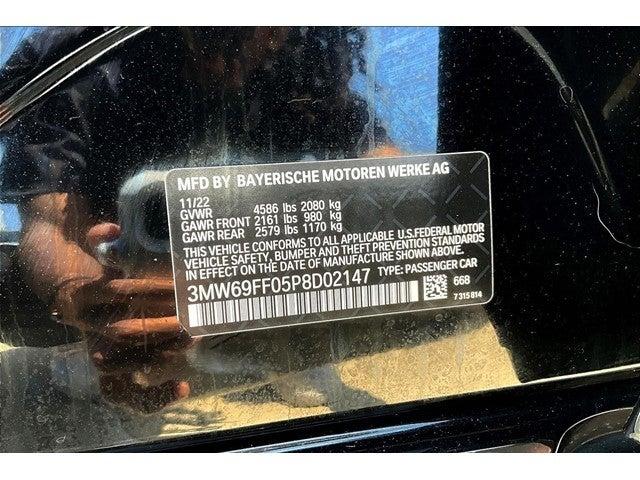 MFD BY BAYERISCHE MOTOREN WERKE AG
11/22
GVWR 4586 lbs 2080 kg
GAWR FRONT 2161 lbs 980 kg
GAWR REAR 2579 lbs 1170 kg
THIS VEHICLE CONFORMS TO ALL APPLICABLE U.S.FEDERAL MOTOR
VEHICLE SAFETY, BUMPER AND THEFT PREVENTION STANDARDS
IN EFFECT ON THE DATE OF MANUFACTURE SHOWN ABOVE.
3MW69FF05P8D02147 TYPE: PASSENGER CAR
668
7 315 814